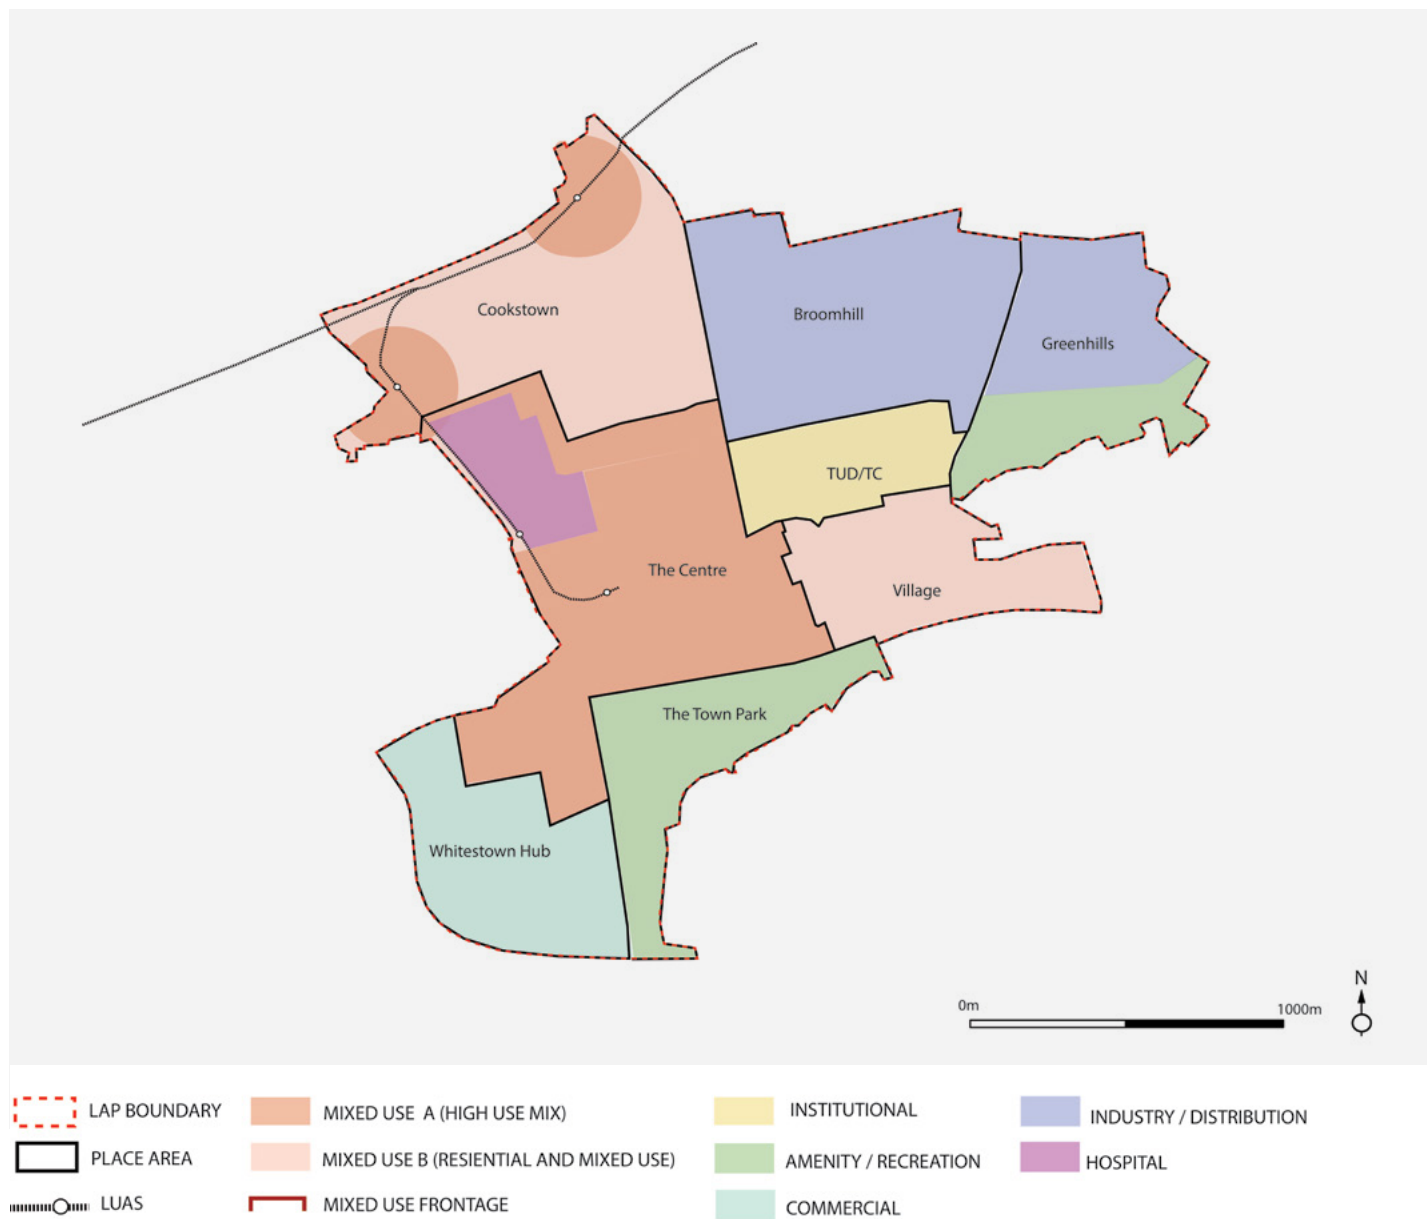 Cookstown
Broomhill
Greenhills
TUD/TC
The Centre
Village
The Town Park
Whitestown Hub
N
0m
1000m
LAP BOUNDARY
MIXED USE A (HIGH USE MIX)
INSTITUTIONAL
INDUSTRY / DISTRIBUTION
PLACE AREA
MIXED USE B (RESIENTIAL AND MIXED USE)
AMENITY / RECREATION
HOSPITAL
LUAS
MIXED USE FRONTAGE
COMMERCIAL